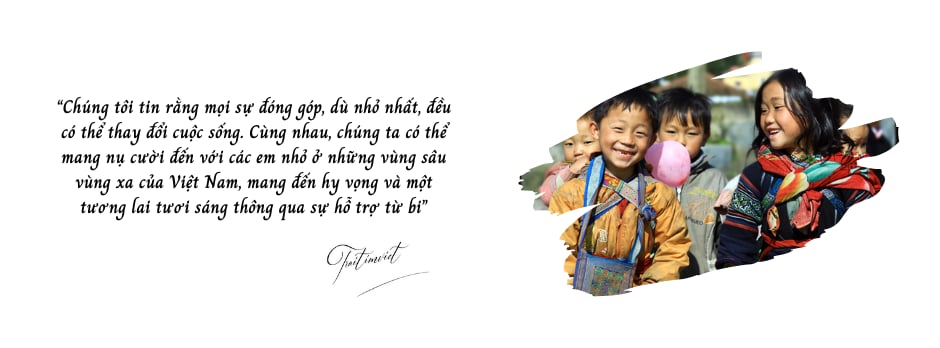 “Chúng tôi tin rằng mọi sự đóng góp, dù nhỏ nhất, đều
có thể thay đổi cuộc sống. Cùng nhau, chúng ta có thể
mang nụ cười đến với các em nhỏ ở những vùng sâu
vùng xa của Việt Nam, mang đến hy vọng và một
tương lai tươi sáng thông qua sự hỗ trợ từ bi”
Traitimviet